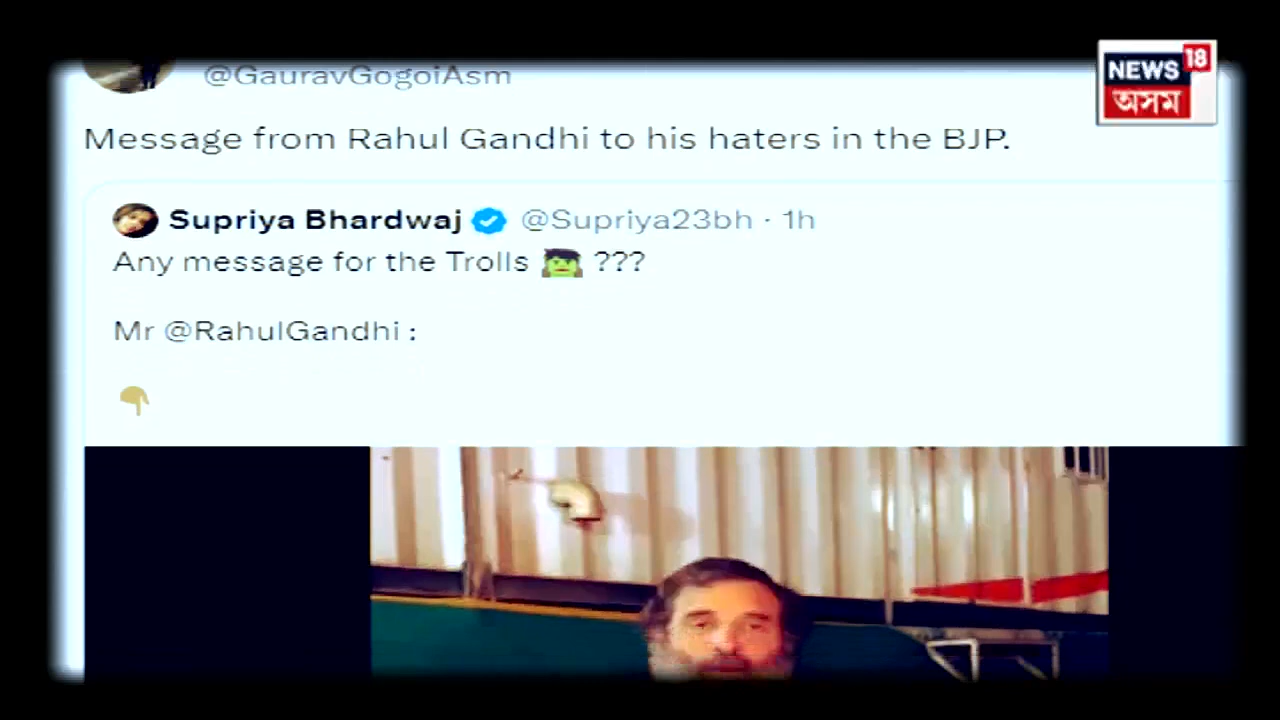 @GauravGogoiAsm
NEWS 18
অসম
Message from Rahul Gandhi to his haters in the BJP.
Supriya Bhardwaj @Supriya23bh · 1h
Any message for the Trolls 🧟 ???
Mr @RahulGandhi :
👇